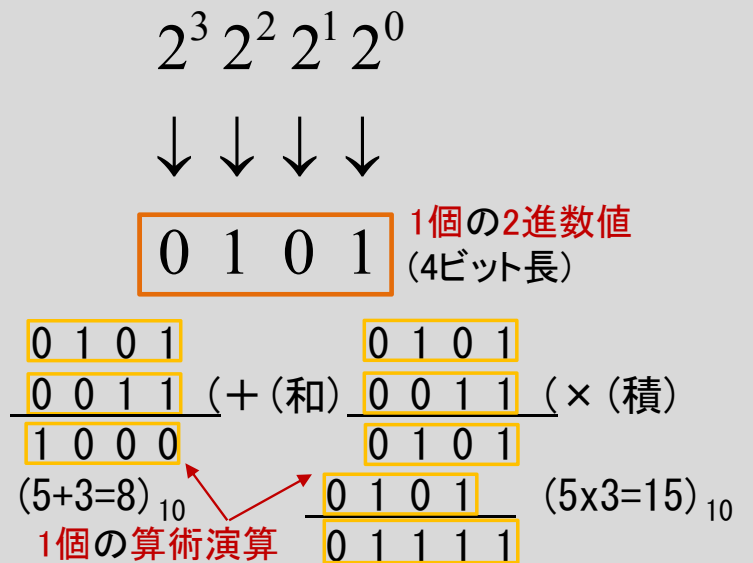 2³ 2² 2¹ 2⁰
↓ ↓ ↓ ↓
0 1 0 1
1個の2進数値
(4ビット長)
0 1 0 1
0 0 1 1 (+(和)
1 0 0 0
(5+3=8)₁₀
1個の算術演算
0 1 0 1
0 0 1 1 (×(積)
0 1 0 1
0 1 0 1
(5x3=15)₁₀
0 1 1 1 1